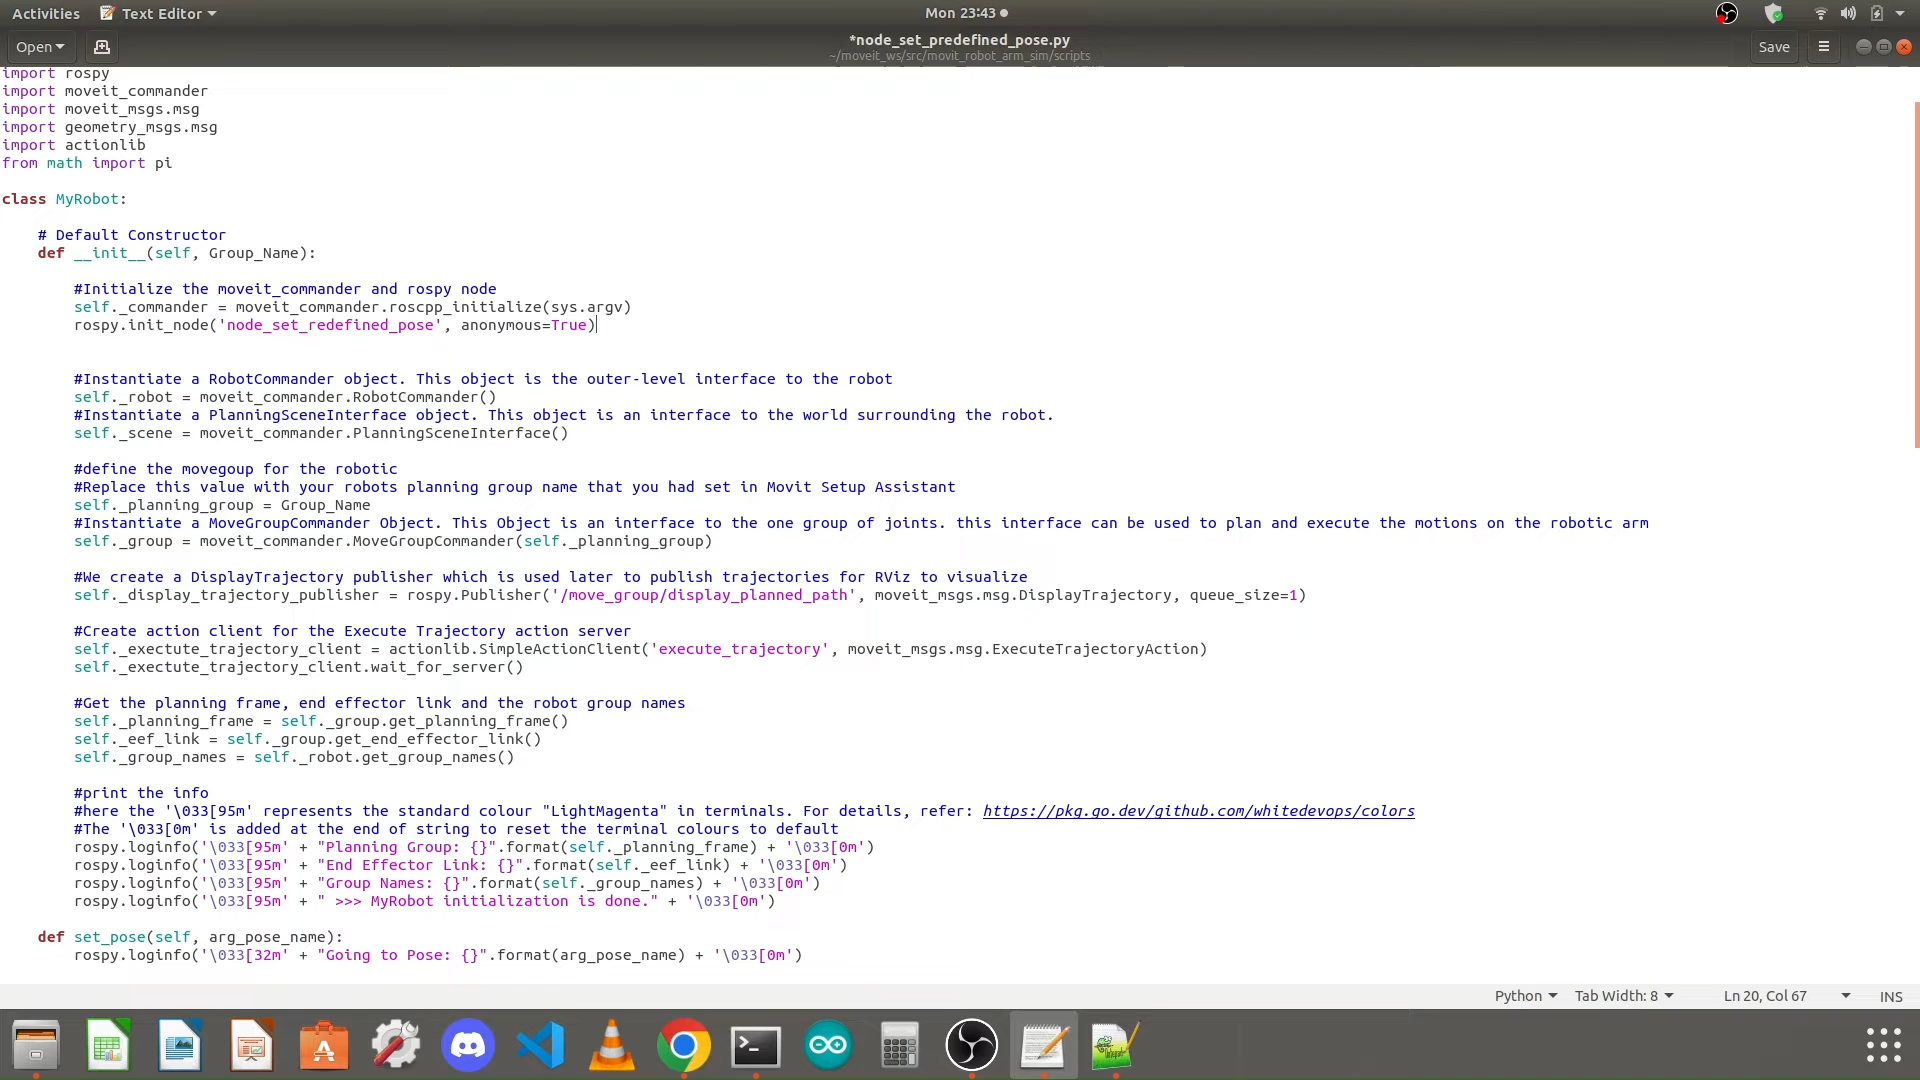 Activities Text Editor Mon 23:43
Open *node_set_predefined_pose.py Save
~/moveit_ws/src/movit_robot_arm_sim/scripts
import rospy
import moveit_commander
import moveit_msgs.msg
import geometry_msgs.msg
import actionlib
from math import pi
class MyRobot:
# Default Constructor
def __init__(self, Group_Name):
#Initialize the moveit_commander and rospy node
self._commander = moveit_commander.roscpp_initialize(sys.argv)
rospy.init_node('node_set_redefined_pose', anonymous=True)
#Instantiate a RobotCommander object. This object is the outer-level interface to the robot
self._robot = moveit_commander.RobotCommander()
#Instantiate a PlanningSceneInterface object. This object is an interface to the world surrounding the robot.
self._scene = moveit_commander.PlanningSceneInterface()
#define the movegoup for the robotic
#Replace this value with your robots planning group name that you had set in Movit Setup Assistant
self._planning_group = Group_Name
#Instantiate a MoveGroupCommander Object. This Object is an interface to the one group of joints. this interface can be used to plan and execute the motions on the robotic arm
self._group = moveit_commander.MoveGroupCommander(self._planning_group)
#We create a DisplayTrajectory publisher which is used later to publish trajectories for RViz to visualize
self._display_trajectory_publisher = rospy.Publisher('/move_group/display_planned_path', moveit_msgs.msg.DisplayTrajectory, queue_size=1)
#Create action client for the Execute Trajectory action server
self._exectute_trajectory_client = actionlib.SimpleActionClient('execute_trajectory', moveit_msgs.msg.ExecuteTrajectoryAction)
self._exectute_trajectory_client.wait_for_server()
#Get the planning frame, end effector link and the robot group names
self._planning_frame = self._group.get_planning_frame()
self._eef_link = self._group.get_end_effector_link()
self._group_names = self._robot.get_group_names()
#print the info
#here the '\033[95m' represents the standard colour "LightMagenta" in terminals. For details, refer: https://pkg.go.dev/github.com/whitedevops/colors
#The '\033[0m' is added at the end of string to reset the terminal colours to default
rospy.loginfo('\033[95m' + "Planning Group: {}".format(self._planning_frame) + '\033[0m')
rospy.loginfo('\033[95m' + "End Effector Link: {}".format(self._eef_link) + '\033[0m')
rospy.loginfo('\033[95m' + "Group Names: {}".format(self._group_names) + '\033[0m')
rospy.loginfo('\033[95m' + " >>> MyRobot initialization is done." + '\033[0m')
def set_pose(self, arg_pose_name):
rospy.loginfo('\033[32m' + "Going to Pose: {}".format(arg_pose_name) + '\033[0m')
Python Tab Width: 8 Ln 20, Col 67 INS